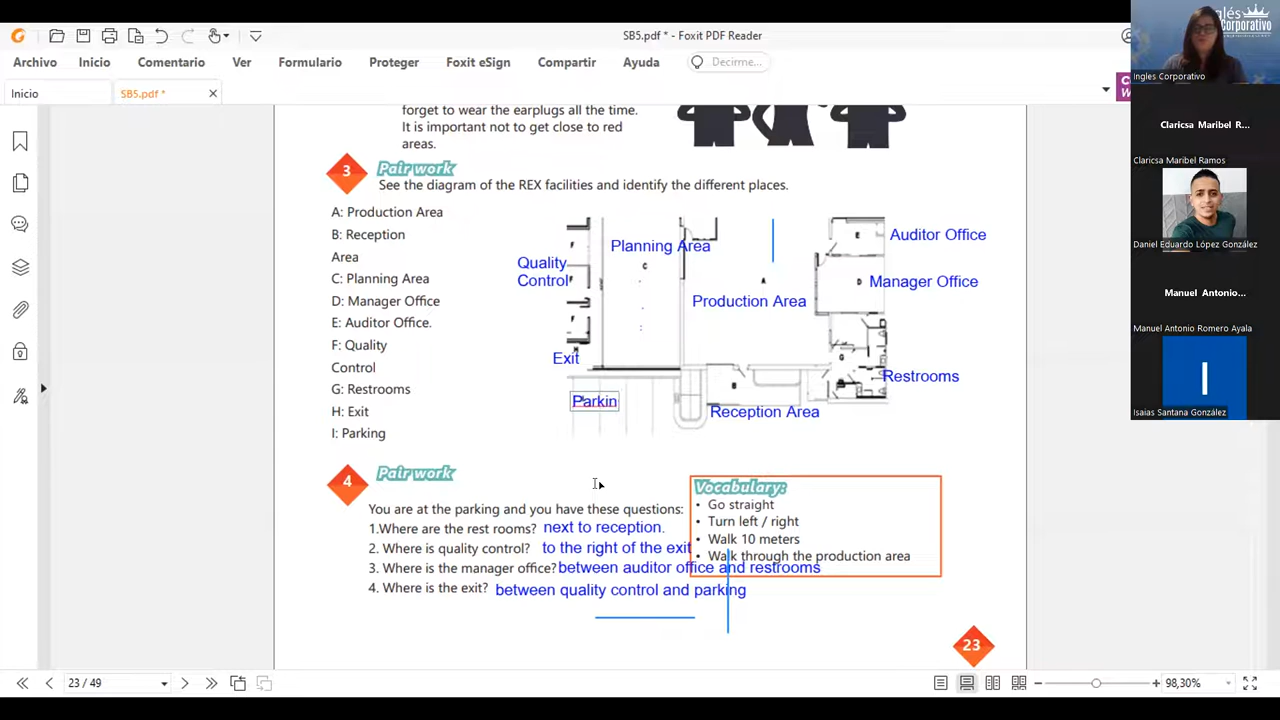 SB5.pdf * - Foxit PDF Reader
Archivo Inicio Comentario Ver Formulario Proteger Foxit eSign Compartir Ayuda Decirme...
Inicio SB5.pdf *
forget to wear the earplugs all the time.
It is important not to get close to red
areas.
3 Pair work
See the diagram of the REX facilities and identify the different places.
A: Production Area
B: Reception
Area
C: Planning Area
D: Manager Office
E: Auditor Office.
F: Quality
Control
G: Restrooms
H: Exit
I: Parking
Planning Area
Quality
Control
Production Area
Exit
Parkin
Reception Area
Auditor Office
Manager Office
Restrooms
F
C
A
E
D
G
B
4 Pair work
You are at the parking and you have these questions:
1.Where are the rest rooms? next to reception.
2. Where is quality control? to the right of the exit
3. Where is the manager office? between auditor office and restrooms
4. Where is the exit? between quality control and parking
Vocabulary:
• Go straight
• Turn left / right
• Walk 10 meters
• Walk through the production area
23
23 / 49
98,30%
Inglés
Corporativo
Ingles Corporativo
Claricsa Maribel R...
Claricsa Maribel Ramos
Daniel Eduardo López González
Manuel Antonio...
Manuel Antonio Romero Ayala
I
Isaias Santana González